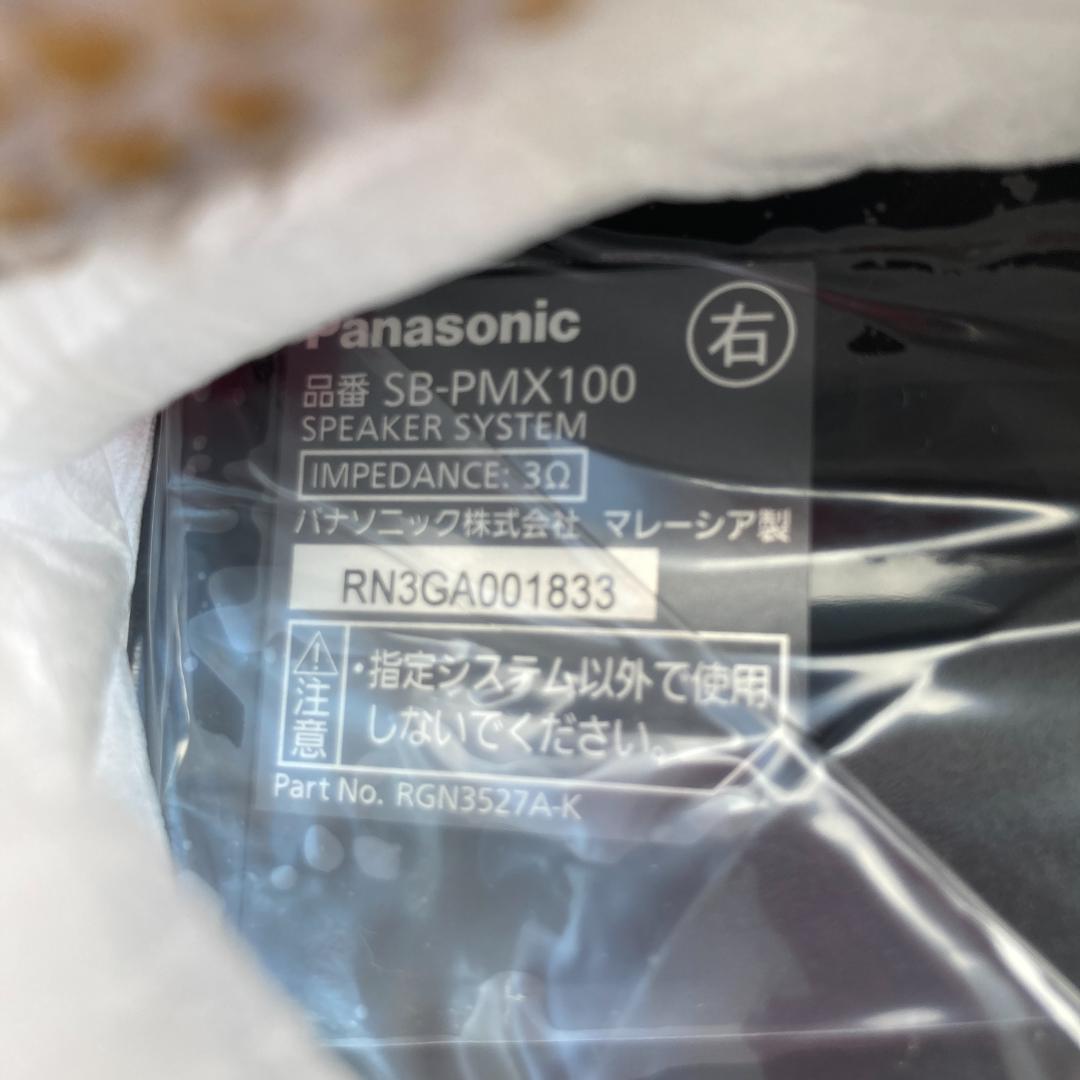 Panasonic
右
品番 SB-PMX100
SPEAKER SYSTEM
IMPEDANCE: 3Ω
パナソニック株式会社 マレーシア製
RN3GA001833
注意
・指定システム以外で使用
しないでください。
Part No. RGN3527A-K